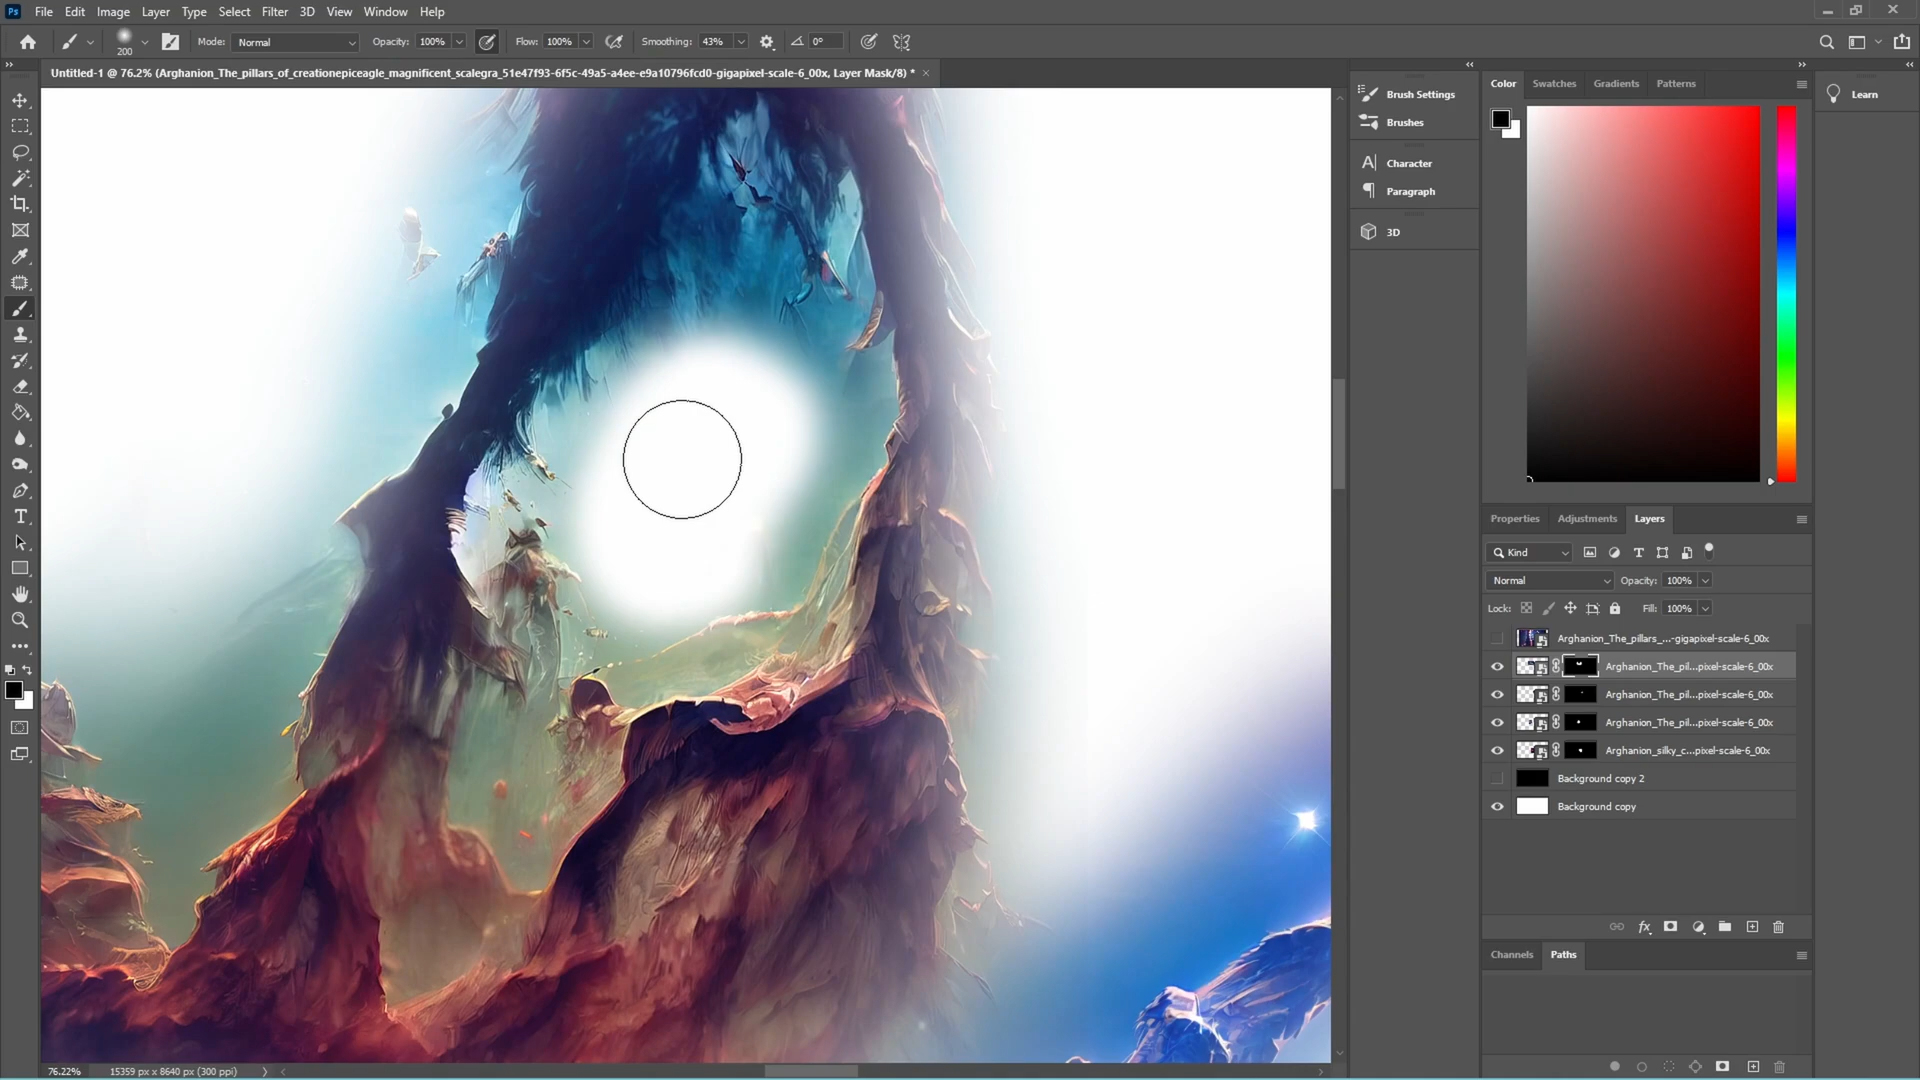 Ps File Edit Image Layer Type Select Filter 3D View Window Help
200 Mode: Normal Opacity: 100% Flow: 100% Smoothing: 43% 0°
Untitled-1 @ 76.2% (Arghanion_The_pillars_of_creationepiceagle_magnificent_scalegra_51e47f93-6f5c-49a5-a4ee-e9a10796fcd0-gigapixel-scale-6_00x, Layer Mask/8) *
Brush Settings
Brushes
Character
Paragraph
3D
Color Swatches Gradients Patterns
Learn
Properties Adjustments Layers
Kind
Normal Opacity: 100%
Lock: Fill: 100%
Arghanion_The_pillars_...-gigapixel-scale-6_00x
Arghanion_The_pil...pixel-scale-6_00x
Arghanion_The_pil...pixel-scale-6_00x
Arghanion_The_pil...pixel-scale-6_00x
Arghanion_silky_c...pixel-scale-6_00x
Background copy 2
Background copy
fx
Channels Paths
76.22% 15359 px x 8640 px (300 ppi)